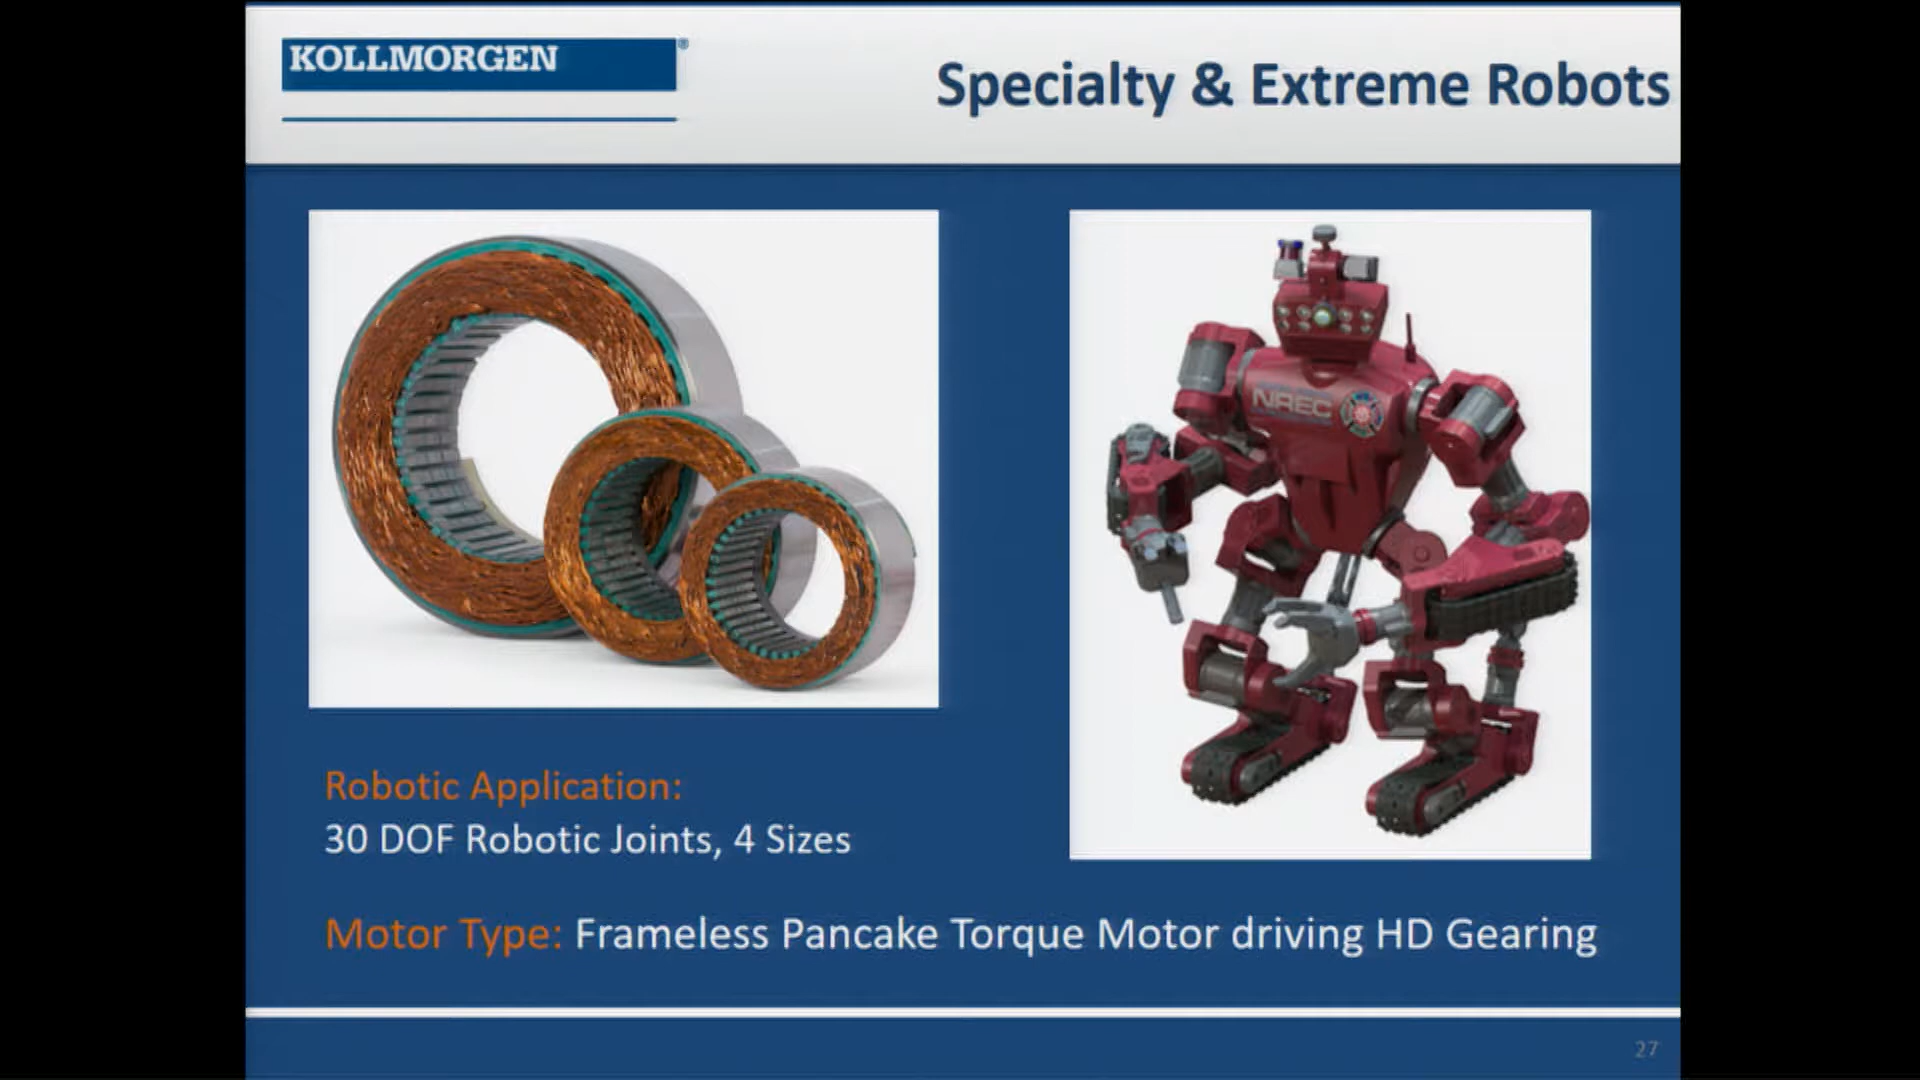 KOLLMORGEN
®
Specialty & Extreme Robots
NREC
Robotic Application:
30 DOF Robotic Joints, 4 Sizes
Motor Type: Frameless Pancake Torque Motor driving HD Gearing
27